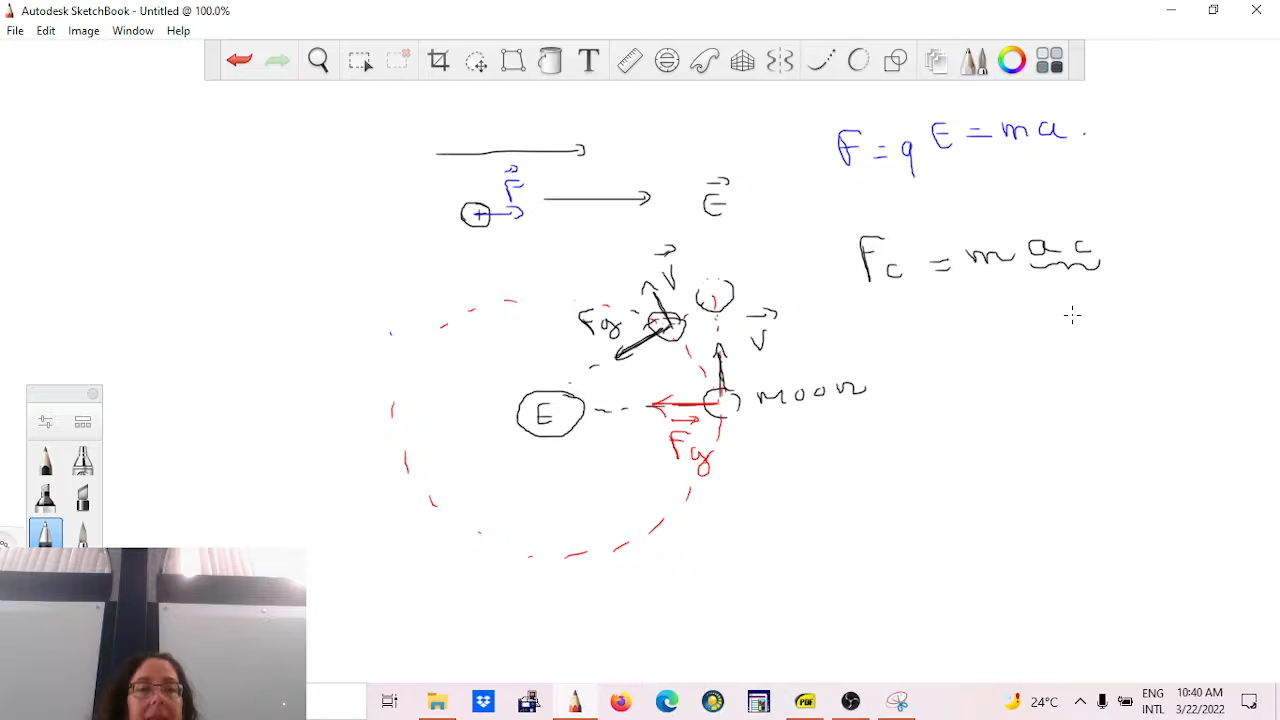 Autodesk SketchBook - Untitled @ 100.0%
File Edit Image Window Help
T
F = q E = ma.
F
+
E
Fc = m ac
V
Fg
V
E
moon
Fg
ENG
INTL
24°C
10:40 AM
3/22/2022
PDF